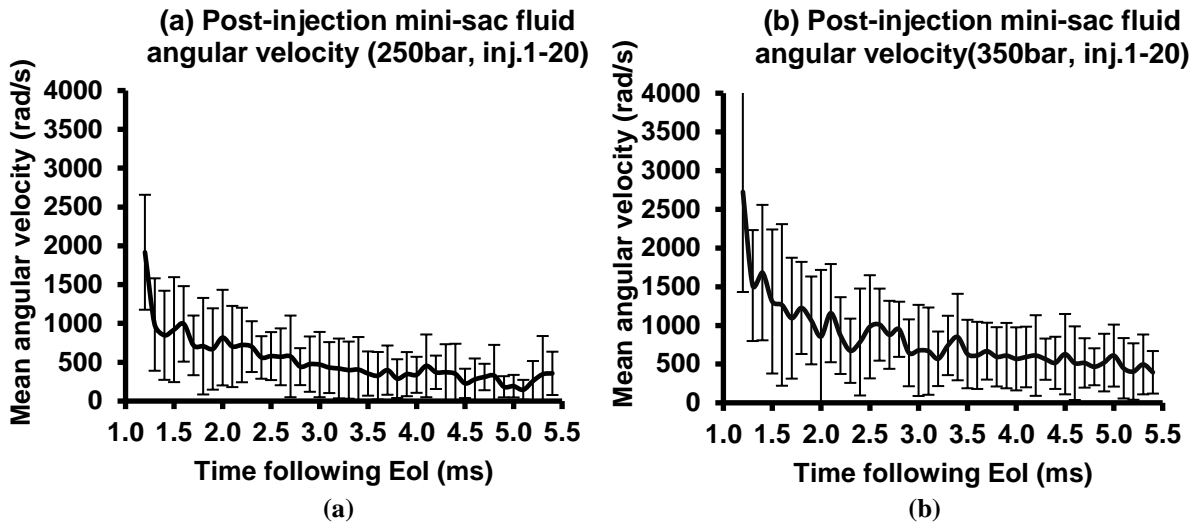 (a) Post-injection mini-sac fluid
angular velocity (250bar, inj.1-20)
Mean angular velocity (rad/s)
4000
3500
3000
2500
2000
1500
1000
500
0
1.0 1.5 2.0 2.5 3.0 3.5 4.0 4.5 5.0 5.5
Time following EoI (ms)
(a)
(b) Post-injection mini-sac fluid
angular velocity(350bar, inj.1-20)
Mean angular velocity (rad/s)
4000
3500
3000
2500
2000
1500
1000
500
0
1.0 1.5 2.0 2.5 3.0 3.5 4.0 4.5 5.0 5.5
Time following EoI (ms)
(b)